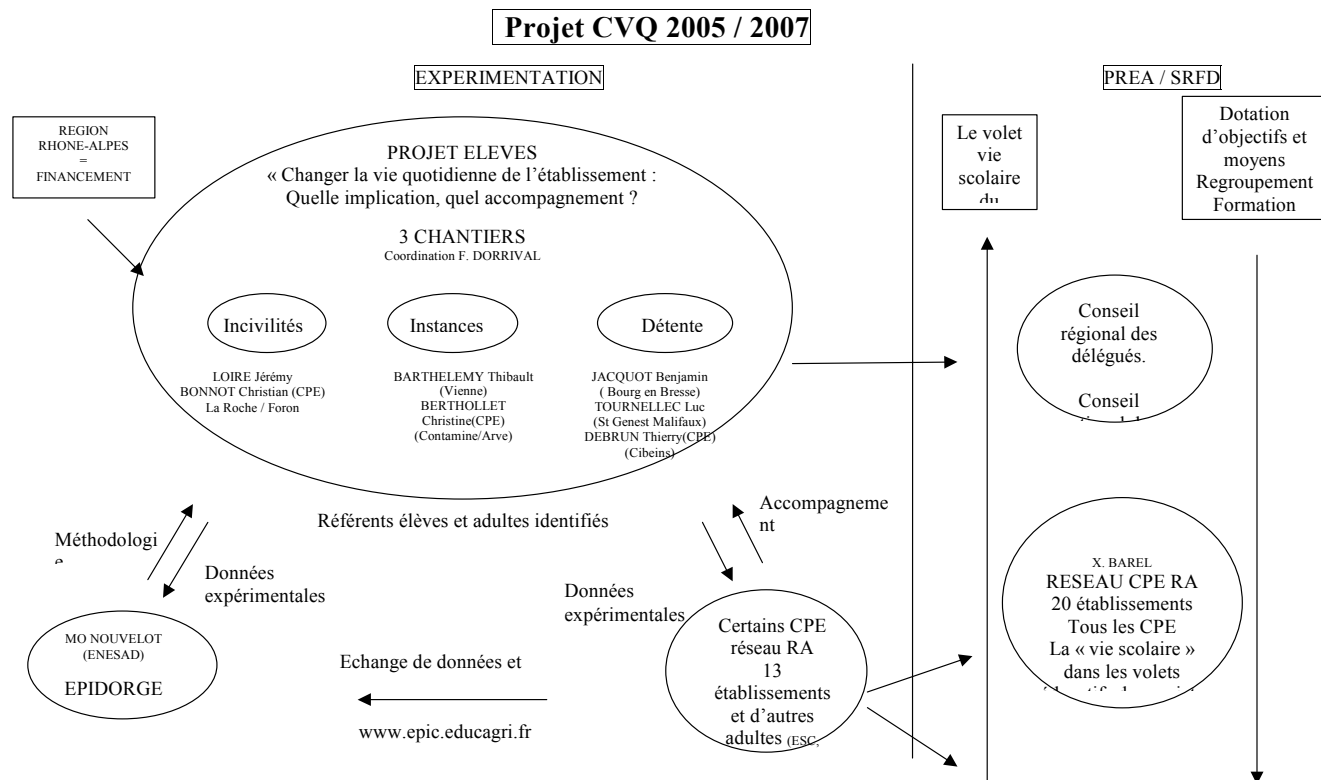 Projet CVQ 2005 / 2007
EXPERIMENTATION
PREA / SRFD
REGION
RHONE-ALPES
=
FINANCEMENT
PROJET ELEVES
« Changer la vie quotidienne de l’établissement :
Quelle implication, quel accompagnement ?
3 CHANTIERS
Coordination F. DORRIVAL
Incivilités
LOIRE Jérémy
BONNOT Christian (CPE)
La Roche / Foron
Instances
BARTHELEMY Thibault
(Vienne)
BERTHOLLET
Christine(CPE)
(Contamine/Arve)
Détente
JACQUOT Benjamin
( Bourg en Bresse)
TOURNELLEC Luc
(St Genest Malifaux)
DEBRUN Thierry(CPE)
(Cibeins)
Le volet
vie
scolaire
du
Dotation
d’objectifs et
moyens
Regroupement
Formation
Conseil
régional des
délégués.
Conseil
Référents élèves et adultes identifiés
Accompagneme
nt
Méthodologi
e
Données
expérimentales
Données
expérimentales
MO NOUVELOT
(ENESAD)
EPIDORGE
Echange de données et
www.epic.educagri.fr
Certains CPE
réseau RA
13
établissements
et d’autres
adultes (ESC,
X. BAREL
RESEAU CPE RA
20 établissements
Tous les CPE
La « vie scolaire »
dans les volets